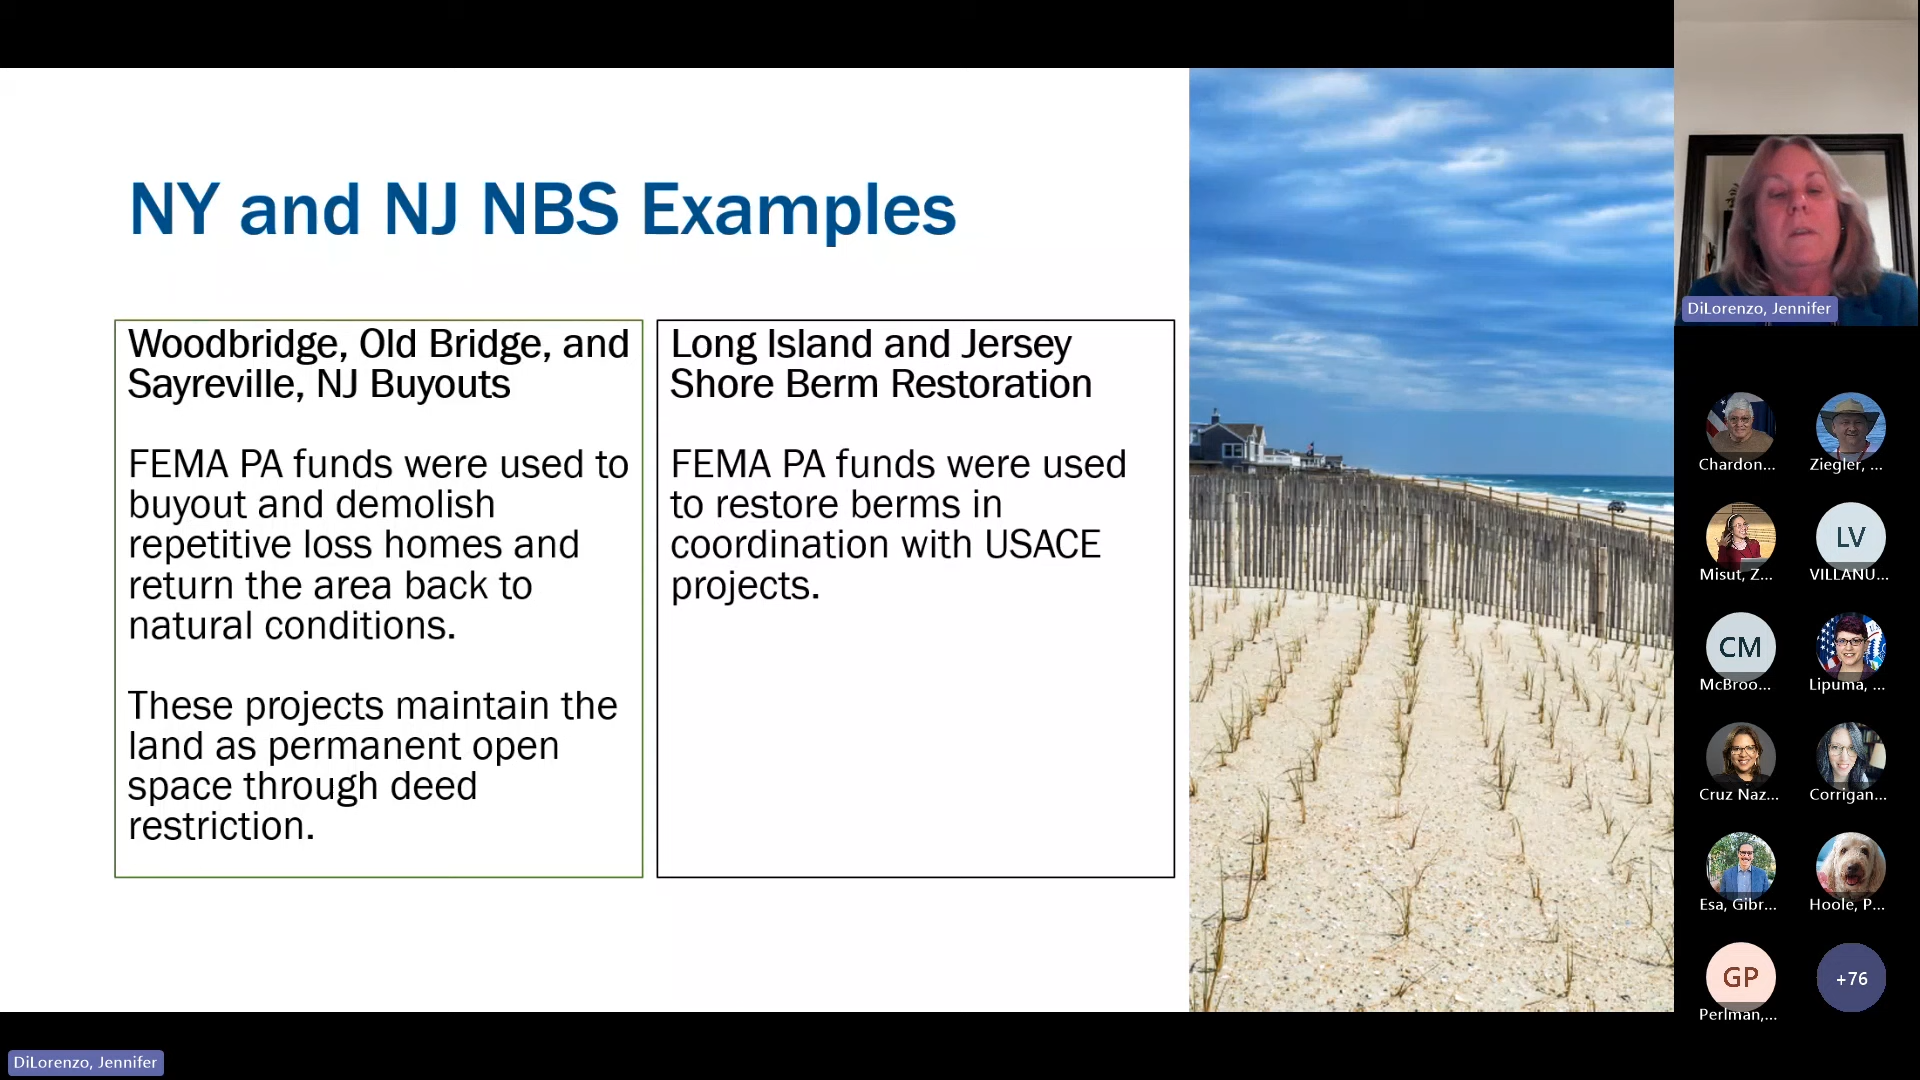 NY and NJ NBS Examples
Woodbridge, Old Bridge, and
Sayreville, NJ Buyouts
FEMA PA funds were used to
buyout and demolish
repetitive loss homes and
return the area back to
natural conditions.
These projects maintain the
land as permanent open
space through deed
restriction.
Long Island and Jersey
Shore Berm Restoration
FEMA PA funds were used
to restore berms in
coordination with USACE
projects.
DiLorenzo, Jennifer
Chardon...
Ziegler, ...
Misut, Z...
LV
VILLANU...
CM
McBroo...
Lipuma, ...
Cruz Naz...
Corrigan...
Esa, Gibr...
Hoole, P...
GP
Perlman,...
+76
DiLorenzo, Jennifer